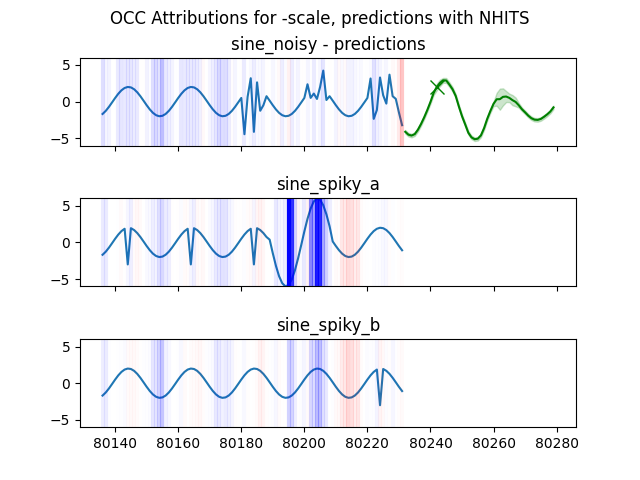 OCC Attributions for -scale, predictions with NHITS
sine_noisy - predictions
5
0
−5
sine_spiky_a
5
0
−5
sine_spiky_b
5
0
−5
80140 80160 80180 80200 80220 80240 80260 80280